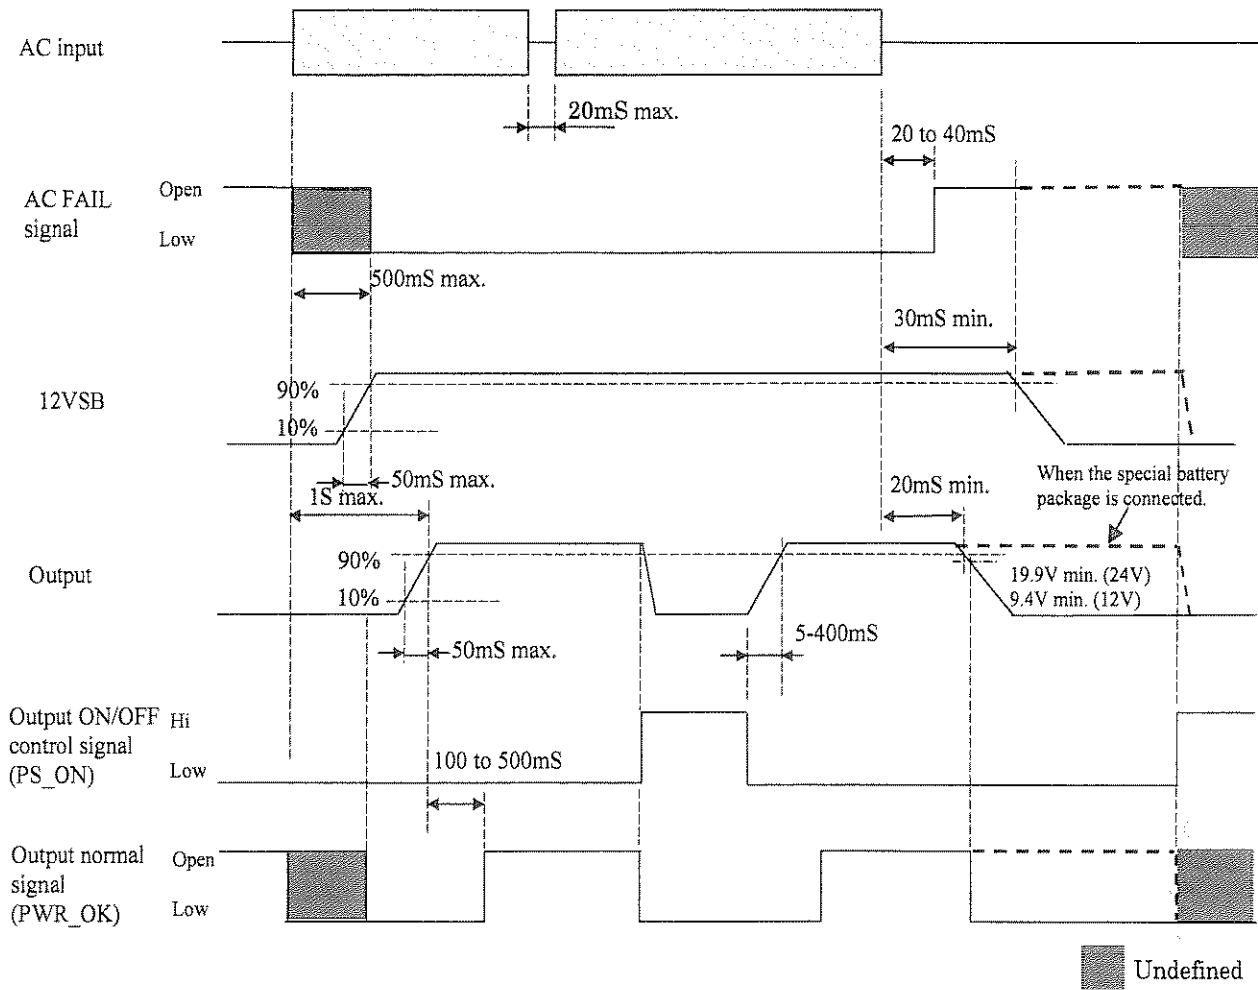 AC input
20mS max.
20 to 40mS
AC FAIL
signal
Open
Low
500mS max.
30mS min.
12VSB
90%
10%
50mS max.
1S max.
20mS min.
When the special battery
package is connected.
Output
90%
10%
19.9V min. (24V)
9.4V min. (12V)
50mS max.
5-400mS
Output ON/OFF
control signal
(PS_ON)
Hi
Low
100 to 500mS
Output normal
signal
(PWR_OK)
Open
Low
Undefined